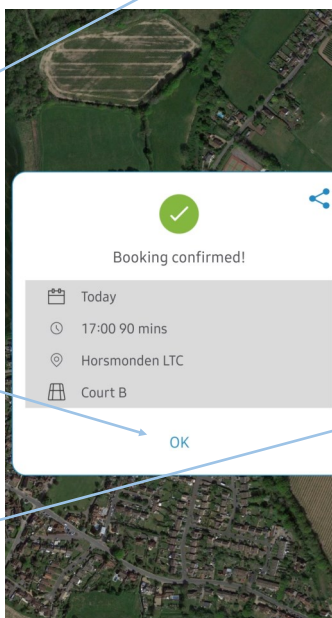 Booking confirmed!
Today
17:00 90 mins
Horsmonden LTC
Court B
OK